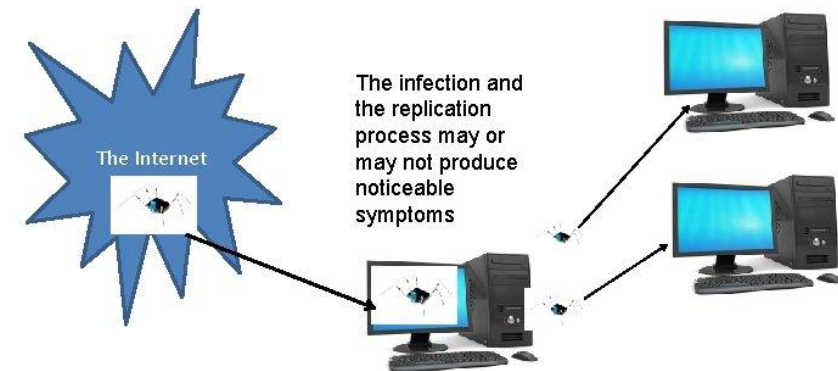 The Internet
The infection and
the replication
process may or
may not produce
noticeable
symptoms